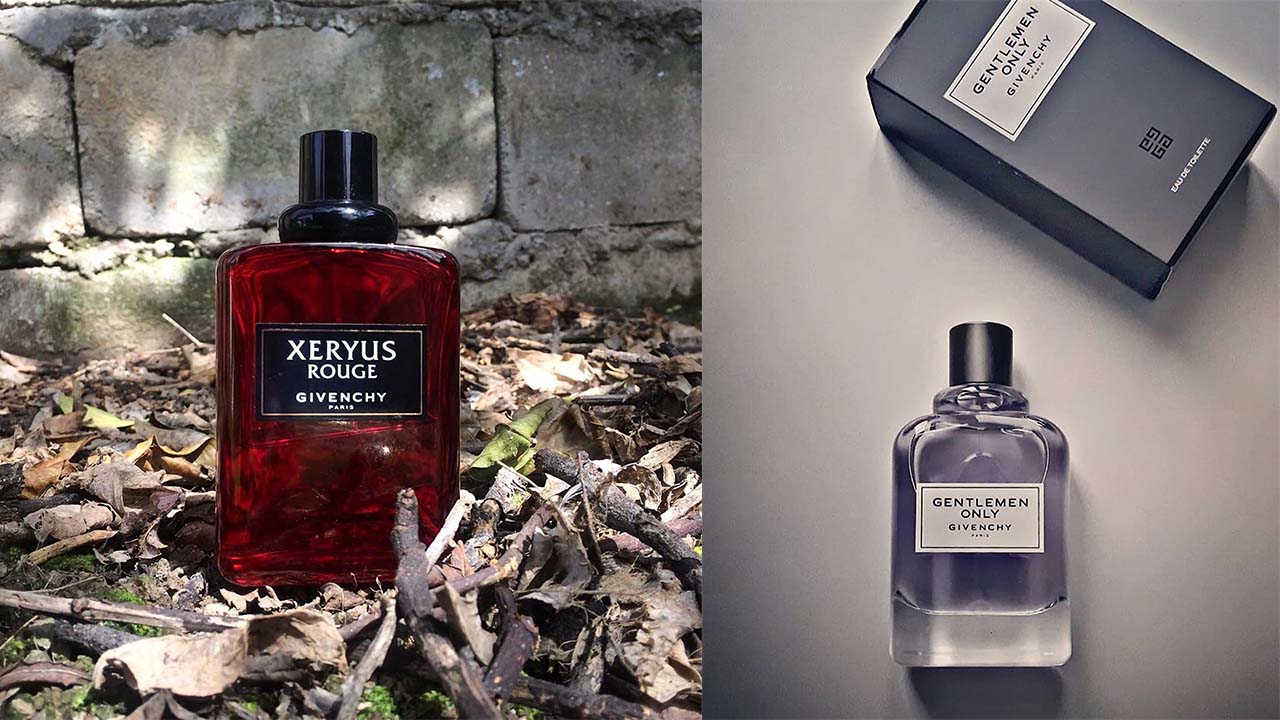 XERYUS
ROUGE
GIVENCHY
PARIS
GENTLEMEN
ONLY
GIVENCHY
PARIS
EAU DE TOILETTE
GENTLEMEN
ONLY
GIVENCHY
PARIS